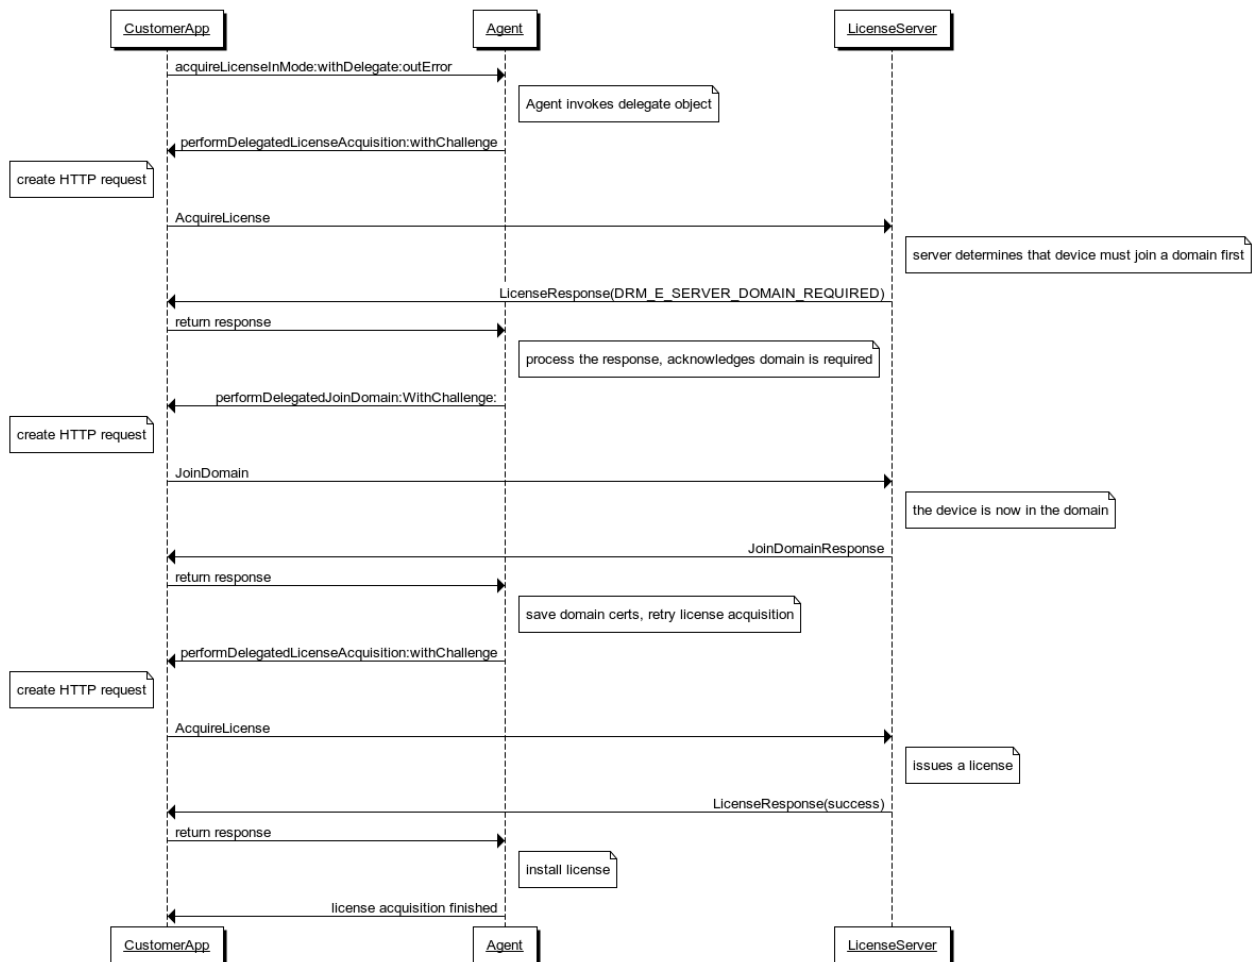 CustomerApp
Agent
LicenseServer
acquireLicenseInMode:withDelegate:outError
Agent invokes delegate object
performDelegatedLicenseAcquisition:withChallenge
create HTTP request
AcquireLicense
server determines that device must join a domain first
LicenseResponse(DRM_E_SERVER_DOMAIN_REQUIRED)
return response
process the response, acknowledges domain is required
performDelegatedJoinDomain:WithChallenge:
create HTTP request
JoinDomain
the device is now in the domain
JoinDomainResponse
return response
save domain certs, retry license acquisition
performDelegatedLicenseAcquisition:withChallenge
create HTTP request
AcquireLicense
issues a license
LicenseResponse(success)
return response
install license
license acquisition finished
CustomerApp
Agent
LicenseServer